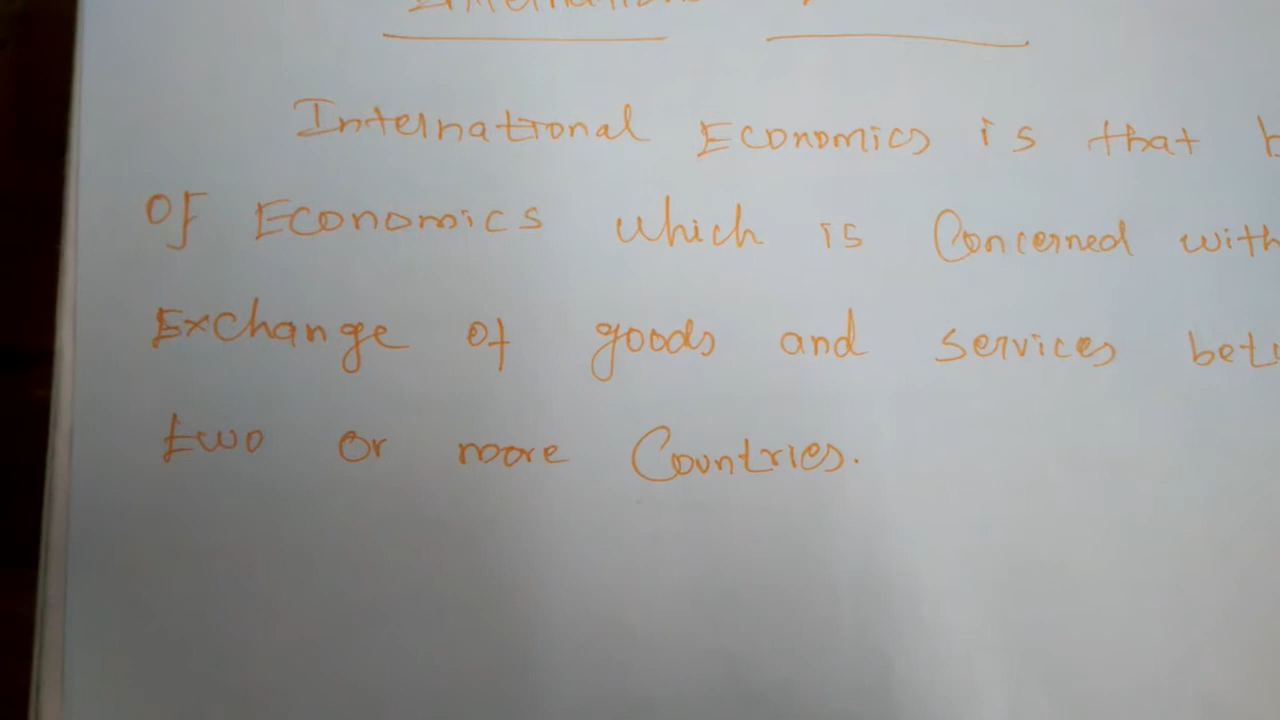 International Economics is that
of Economics which is Concerned with
Exchange of goods and services
two or more Countries.